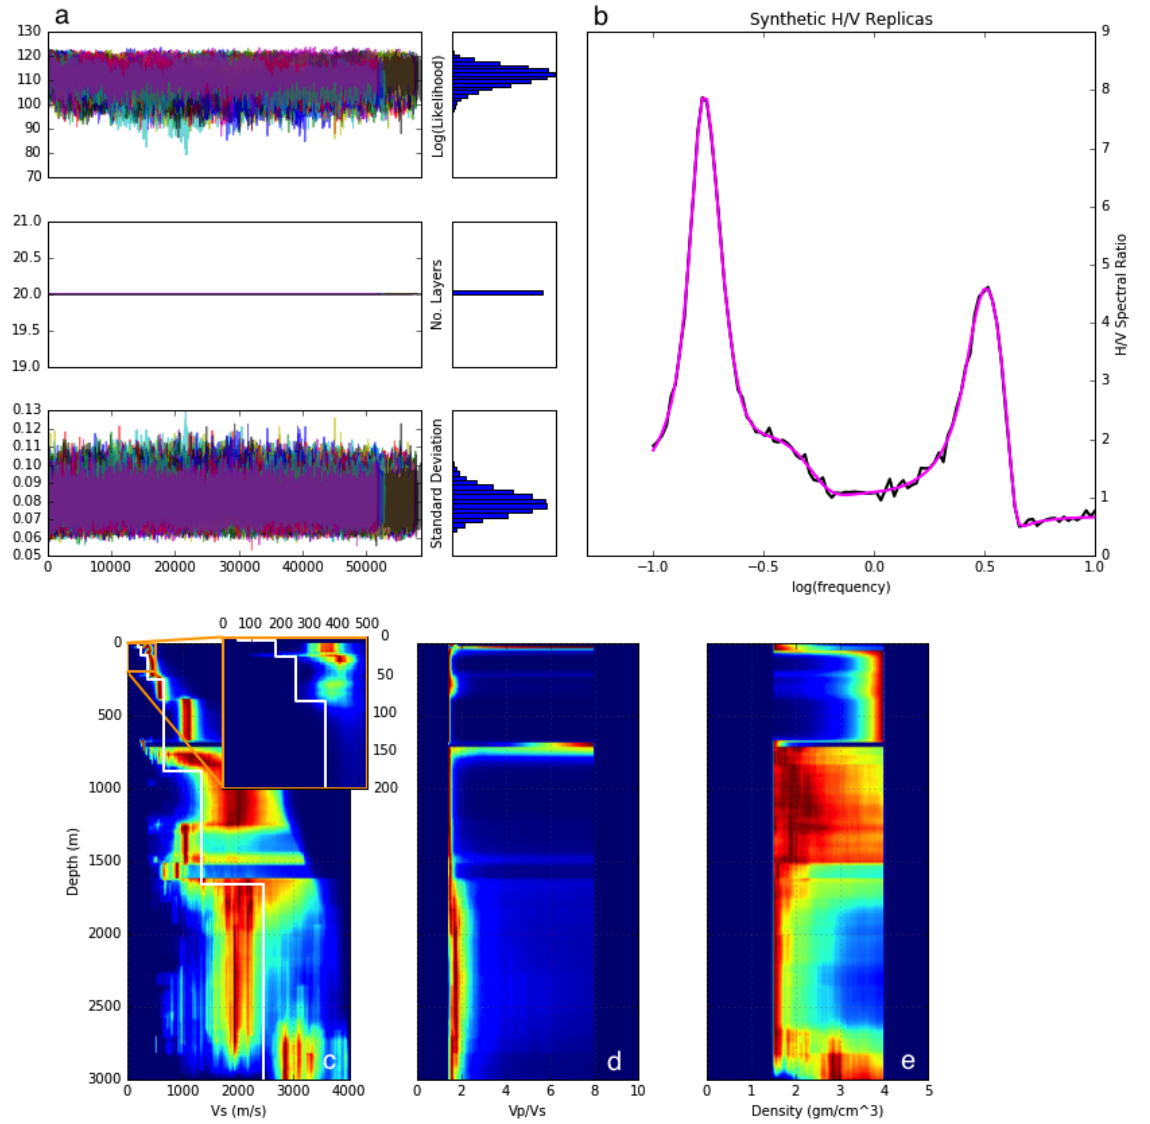 a
b
Synthetic H/V Replicas
130
120
110
100
90
80
70
Log(Likelihood)
21.0
20.5
20.0
19.5
19.0
No. Layers
0.13
0.12
0.11
0.10
0.09
0.08
0.07
0.06
0.05
Standard Deviation
0 10000 20000 30000 40000 50000
9
8
7
6
5
4
3
2
1
0
H/V Spectral Ratio
−1.0 −0.5 0.0 0.5 1.0
log(frequency)
0 100 200 300 400 500
0
50
100
150
200
0
500
1000
1500
2000
2500
3000
Depth (m)
c
d
e
0 1000 2000 3000 4000
Vs (m/s)
0 2 4 6 8 10
Vp/Vs
0 1 2 3 4 5
Density (gm/cm^3)